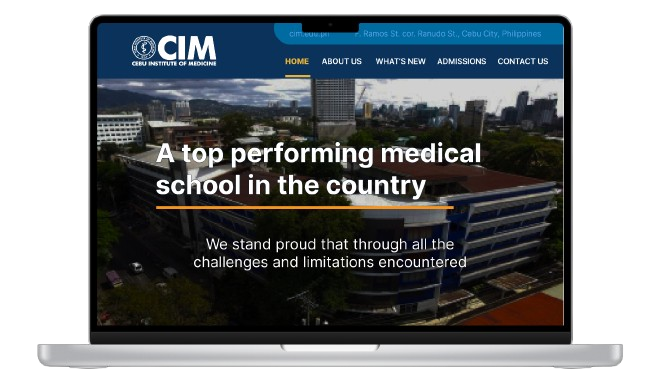 cim.edu.ph F. Ramos St. cor. Ranudo St., Cebu City, Philippines
CIM
CEBU INSTITUTE OF MEDICINE
HOME ABOUT US WHAT'S NEW ADMISSIONS CONTACT US
A top performing medical
school in the country
We stand proud that through all the
challenges and limitations encountered